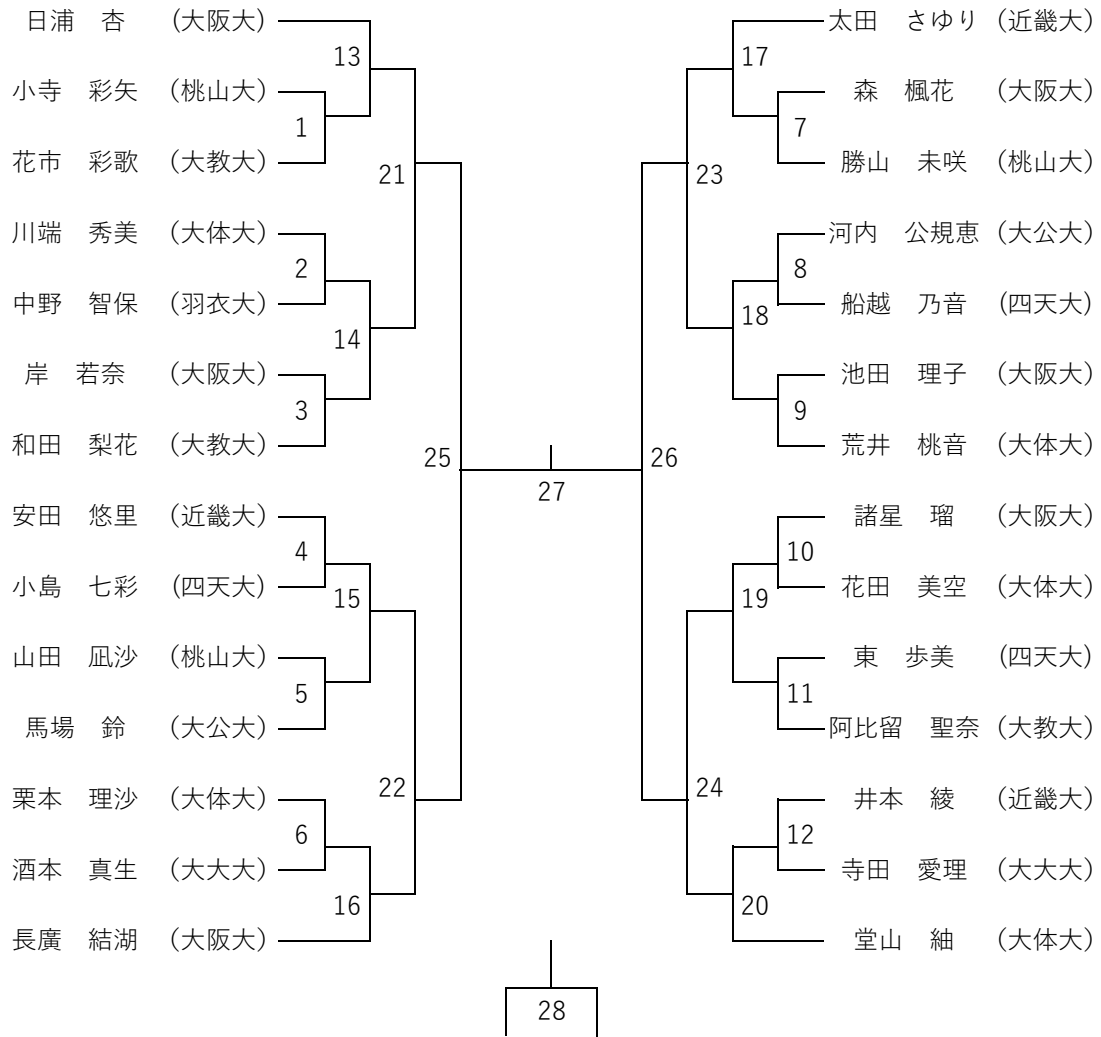 日浦　杏　（大阪大）
13
小寺　彩矢　（桃山大）
1
花市　彩歌　（大教大）
21
川端　秀美　（大体大）
2
中野　智保　（羽衣大）
14
岸　若奈　（大阪大）
3
和田　梨花　（大教大）
25
安田　悠里　（近畿大）
4
小島　七彩　（四天大）
15
山田　凪沙　（桃山大）
5
馬場　鈴　（大公大）
22
栗本　理沙　（大体大）
6
酒本　真生　（大大大）
16
長廣　結湖　（大阪大）
27
28
太田　さゆり（近畿大）
17
森　楓花　（大阪大）
7
勝山　未咲　（桃山大）
23
河内　公規恵（大公大）
8
船越　乃音　（四天大）
18
池田　理子　（大阪大）
9
荒井　桃音　（大体大）
26
諸星　瑠　（大阪大）
10
花田　美空　（大体大）
19
東　歩美　（四天大）
11
阿比留　聖奈（大教大）
24
井本　綾　（近畿大）
12
寺田　愛理　（大大大）
20
堂山　紬　（大体大）